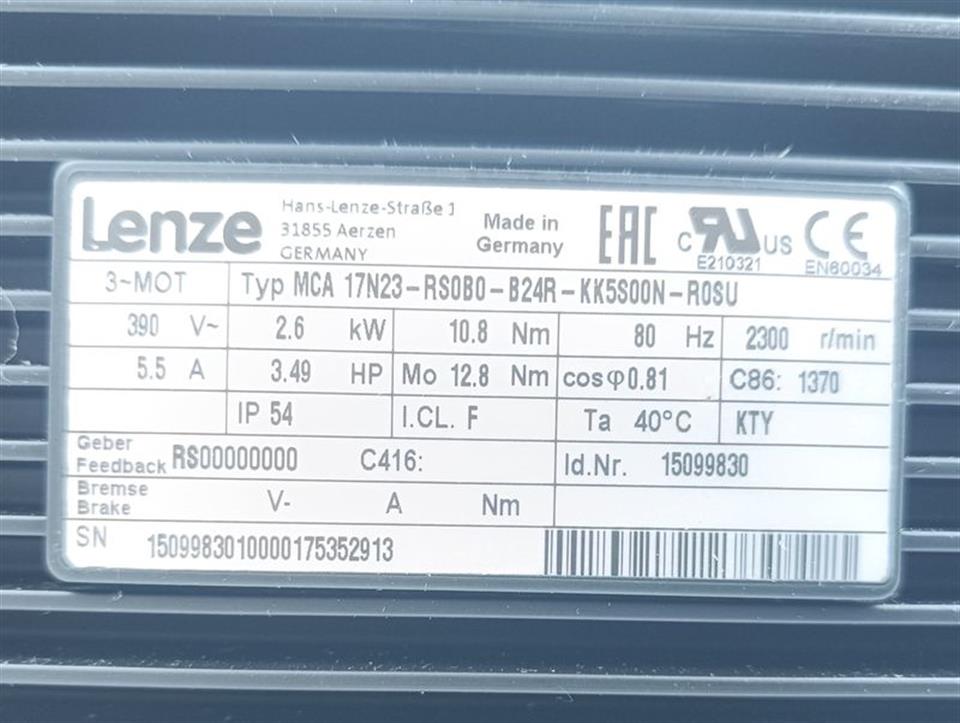 Lenze
Hans-Lenze-Straße 1
31855 Aerzen
GERMANY
Made in
Germany
EAC
C UR US
E210321
CE
EN60034
3~MOT Typ MCA 17N23-RS0B0-B24R-KK5S00N-R0SU
390 V~ 2.6 kW 10.8 Nm 80 Hz 2300 r/min
5.5 A 3.49 HP Mo 12.8 Nm cosφ0.81 C86: 1370
IP 54 I.CL. F Ta 40°C KTY
Geber
Feedback RS00000000 C416: Id.Nr. 15099830
Bremse
Brake V- A Nm
SN 1509983010000175352913